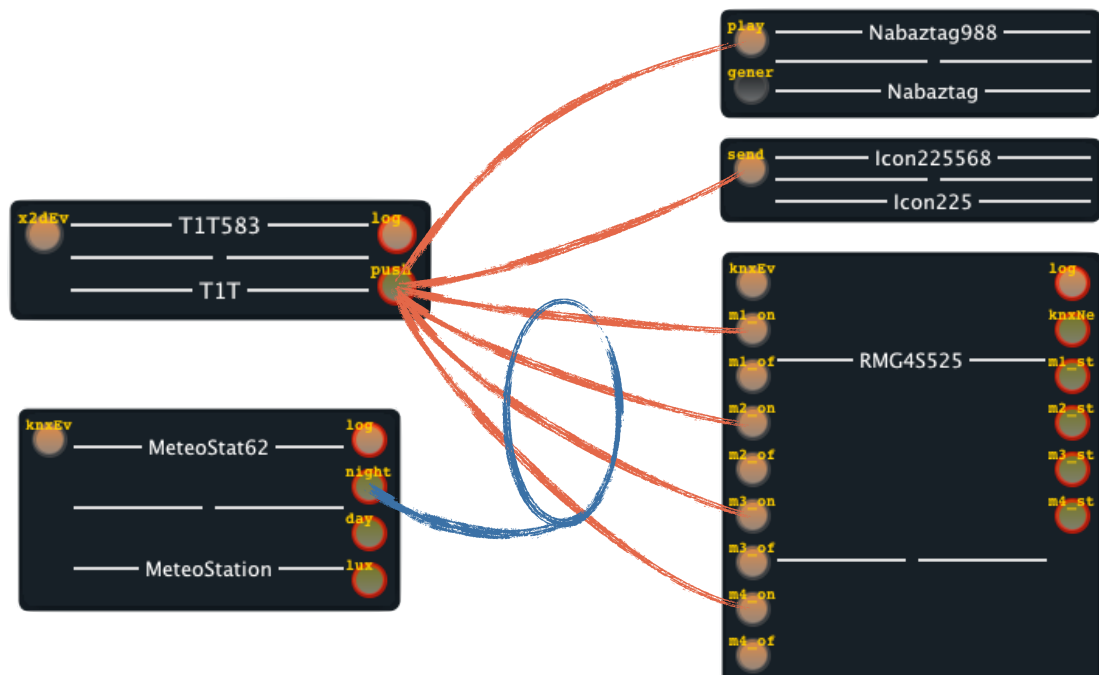 play
Nabaztag988
gener
Nabaztag
send
Icon225568
Icon225
x2dEv
T1T583
log
push
T1T
knxEv
log
m1_on
knxNe
m1_of
RMG4S525
m1_st
m2_on
m2_st
m2_of
m3_st
m3_on
m4_st
m3_of
m4_on
m4_of
knxEv
MeteoStat62
log
night
day
MeteoStation
lux